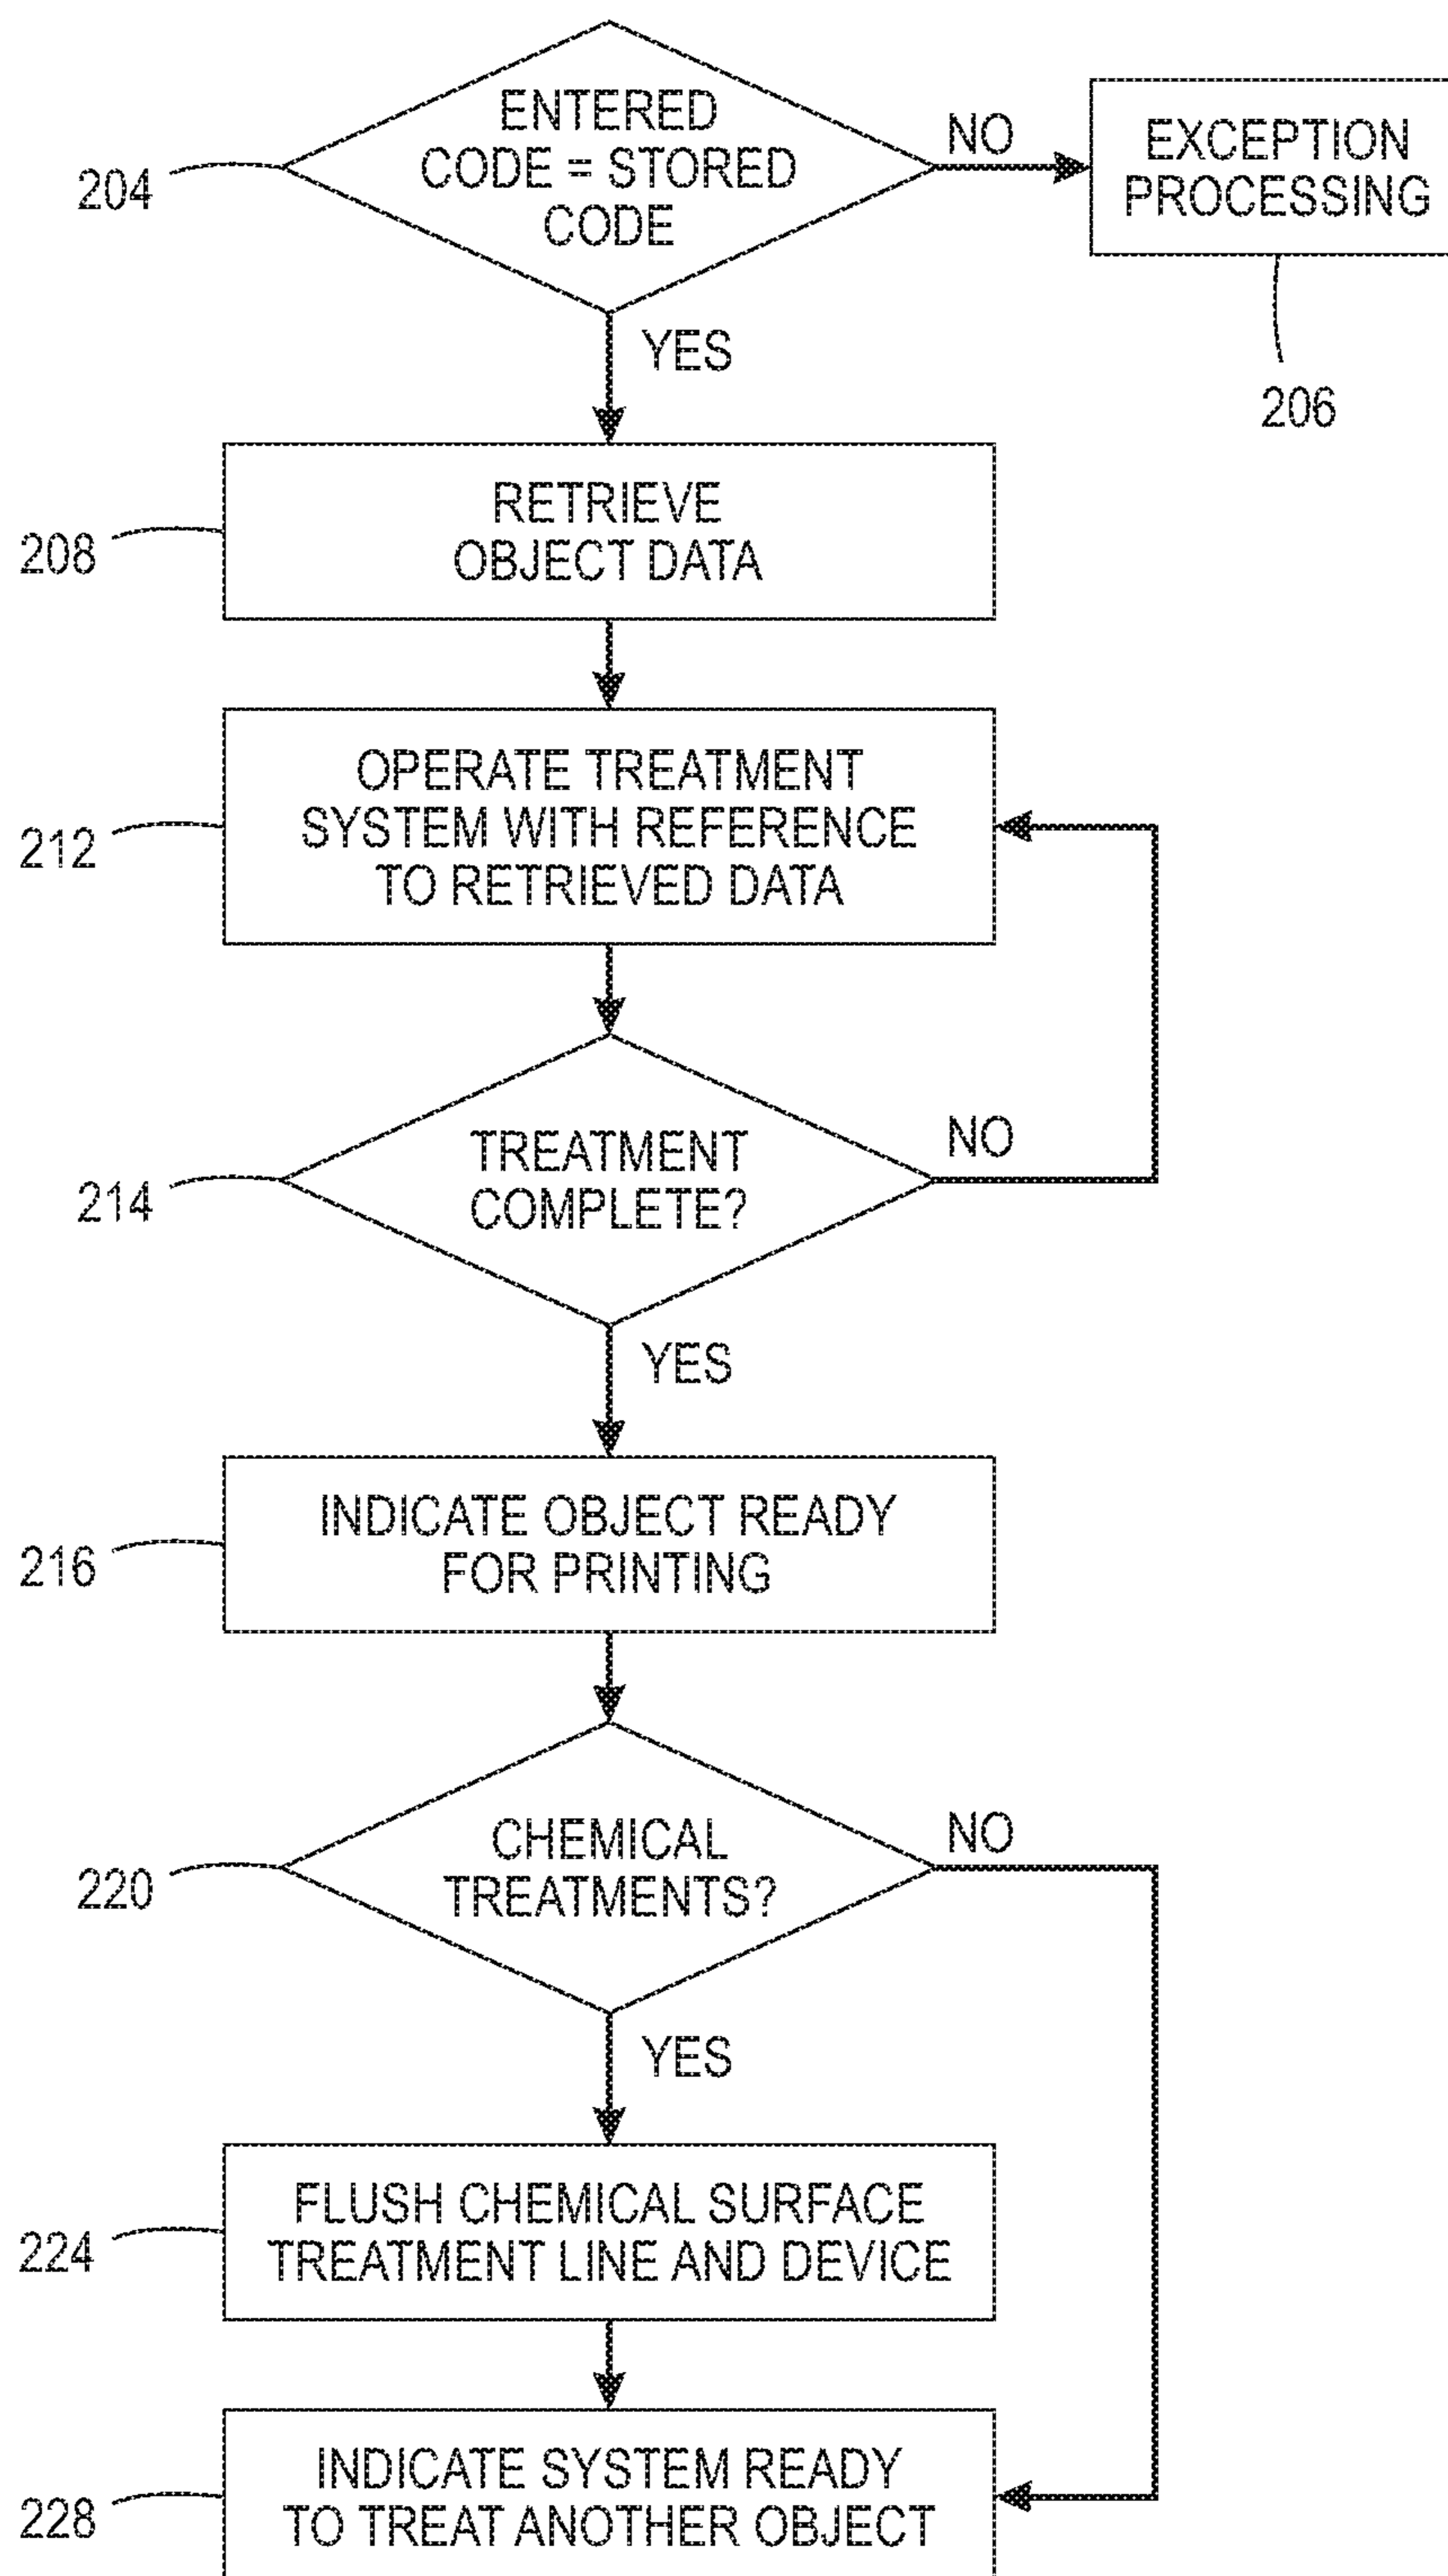 ENTERED
CODE = STORED
CODE
204
NO
EXCEPTION
PROCESSING
206
YES
RETRIEVE
OBJECT DATA
208
OPERATE TREATMENT
SYSTEM WITH REFERENCE
TO RETRIEVED DATA
212
TREATMENT
COMPLETE?
214
NO
YES
INDICATE OBJECT READY
FOR PRINTING
216
CHEMICAL
TREATMENTS?
220
NO
YES
FLUSH CHEMICAL SURFACE
TREATMENT LINE AND DEVICE
224
INDICATE SYSTEM READY
TO TREAT ANOTHER OBJECT
228